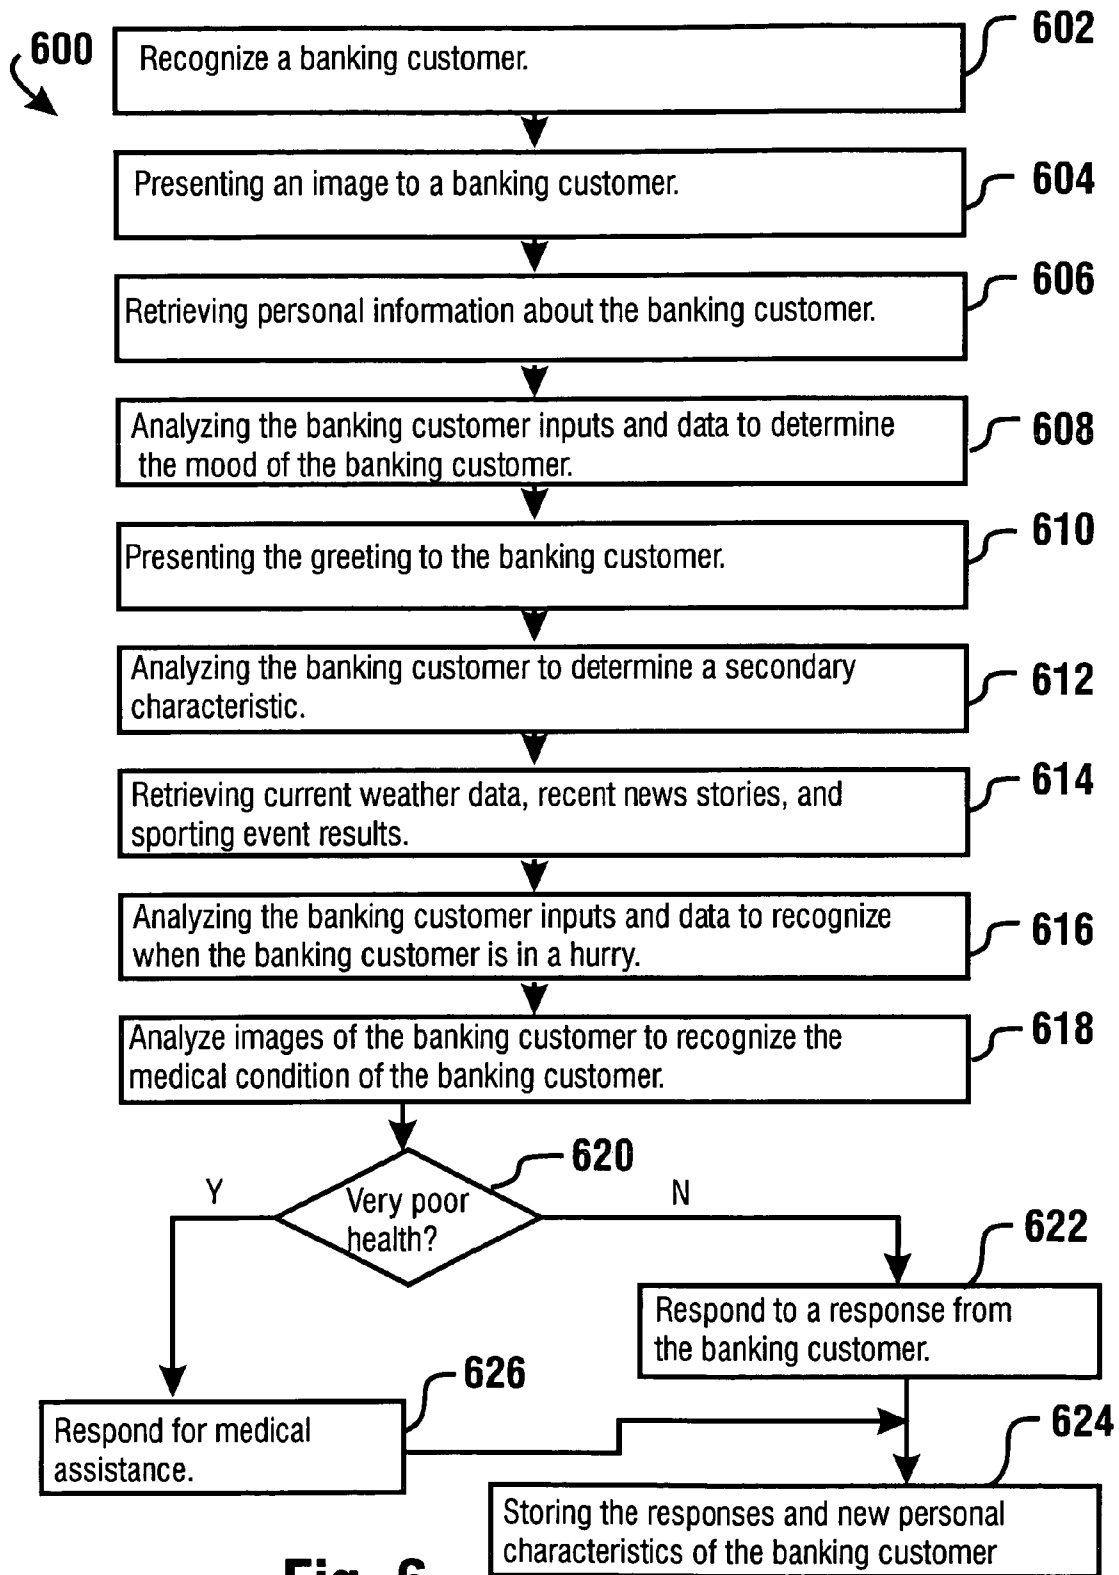 600
602
Recognize a banking customer.
604
Presenting an image to a banking customer.
606
Retrieving personal information about the banking customer.
608
Analyzing the banking customer inputs and data to determine
the mood of the banking customer.
610
Presenting the greeting to the banking customer.
612
Analyzing the banking customer to determine a secondary
characteristic.
614
Retrieving current weather data, recent news stories, and
sporting event results.
616
Analyzing the banking customer inputs and data to recognize
when the banking customer is in a hurry.
618
Analyze images of the banking customer to recognize the
medical condition of the banking customer.
620
Y
Very poor
health?
N
622
Respond to a response from
the banking customer.
626
Respond for medical
assistance.
624
Storing the responses and new personal
characteristics of the banking customer
Fig. 6